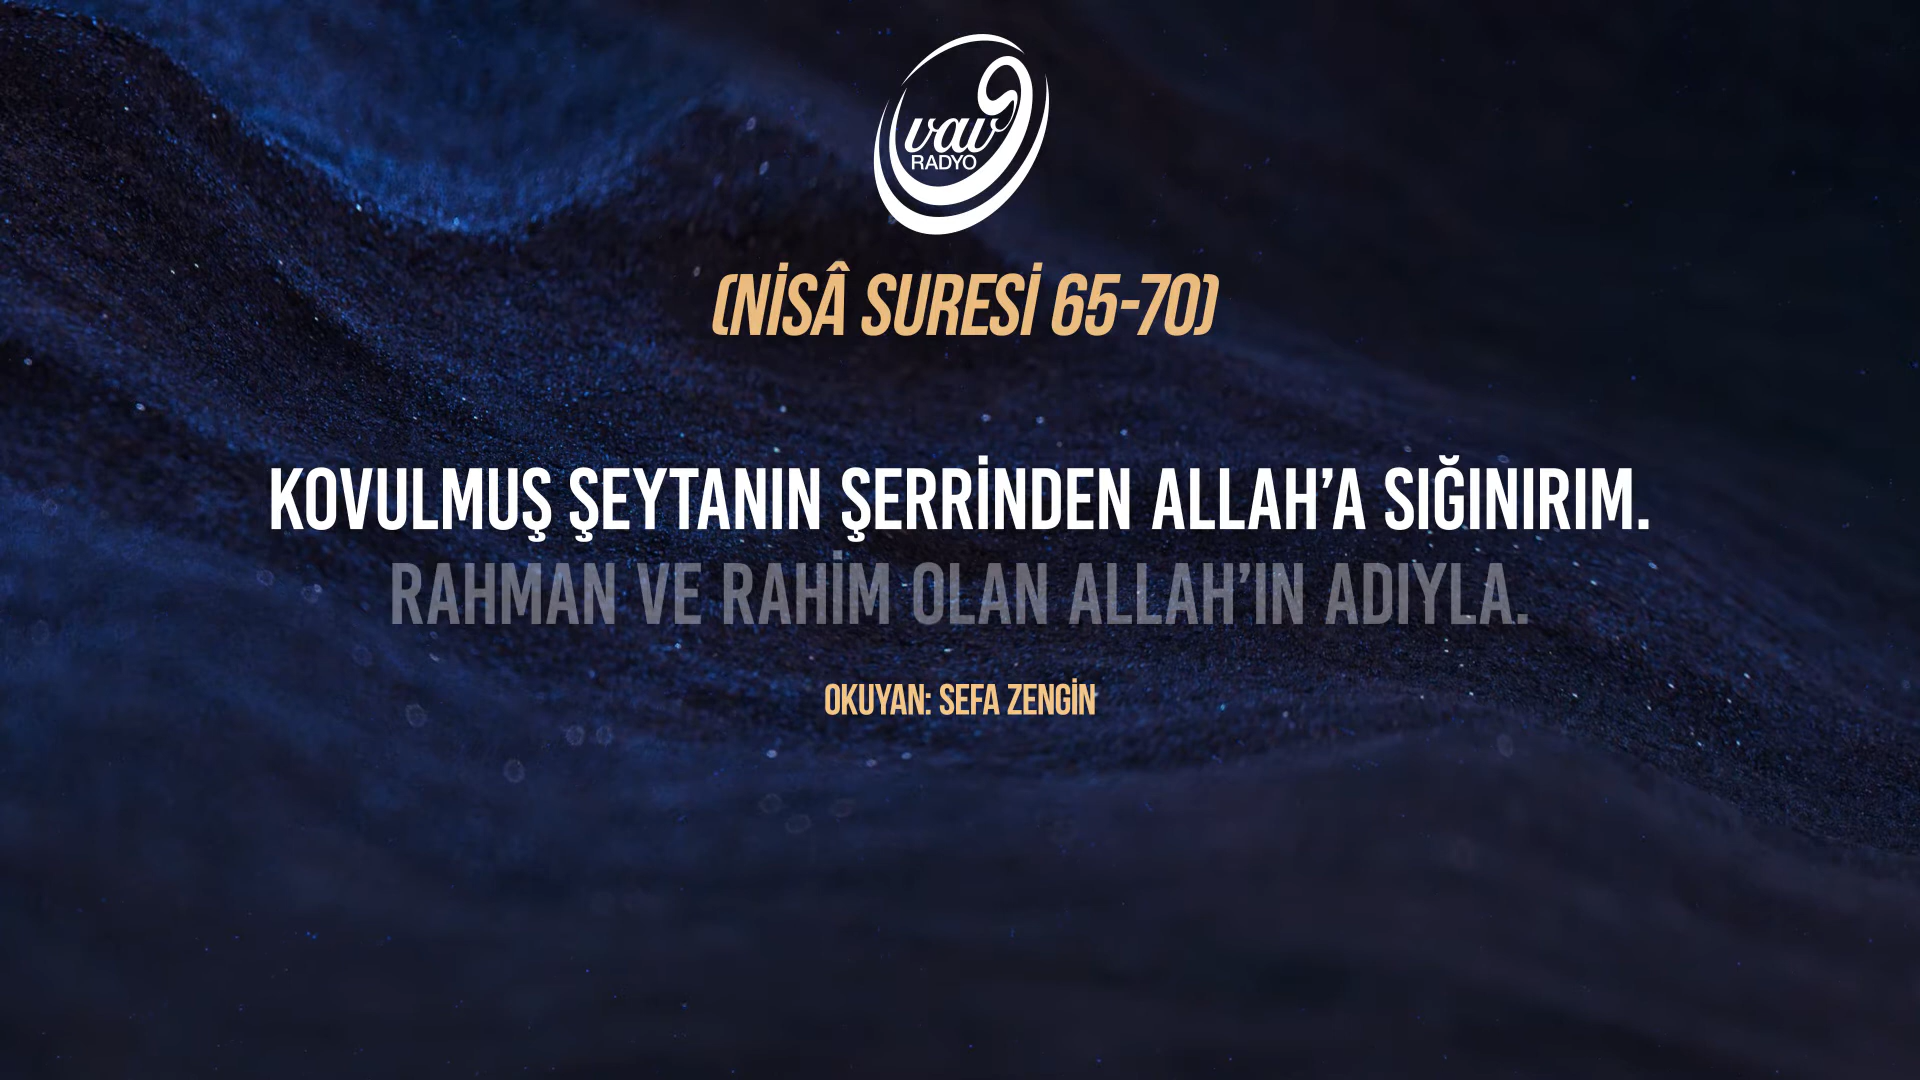 vav
RADYO
(NİSÂ SURESİ 65-70)
KOVULMUŞ ŞEYTANIN ŞERRİNDEN ALLAH’A SIĞINIRIM.
RAHMAN VE RAHİM OLAN ALLAH’IN ADIYLA.
OKUYAN: SEFA ZENGİN